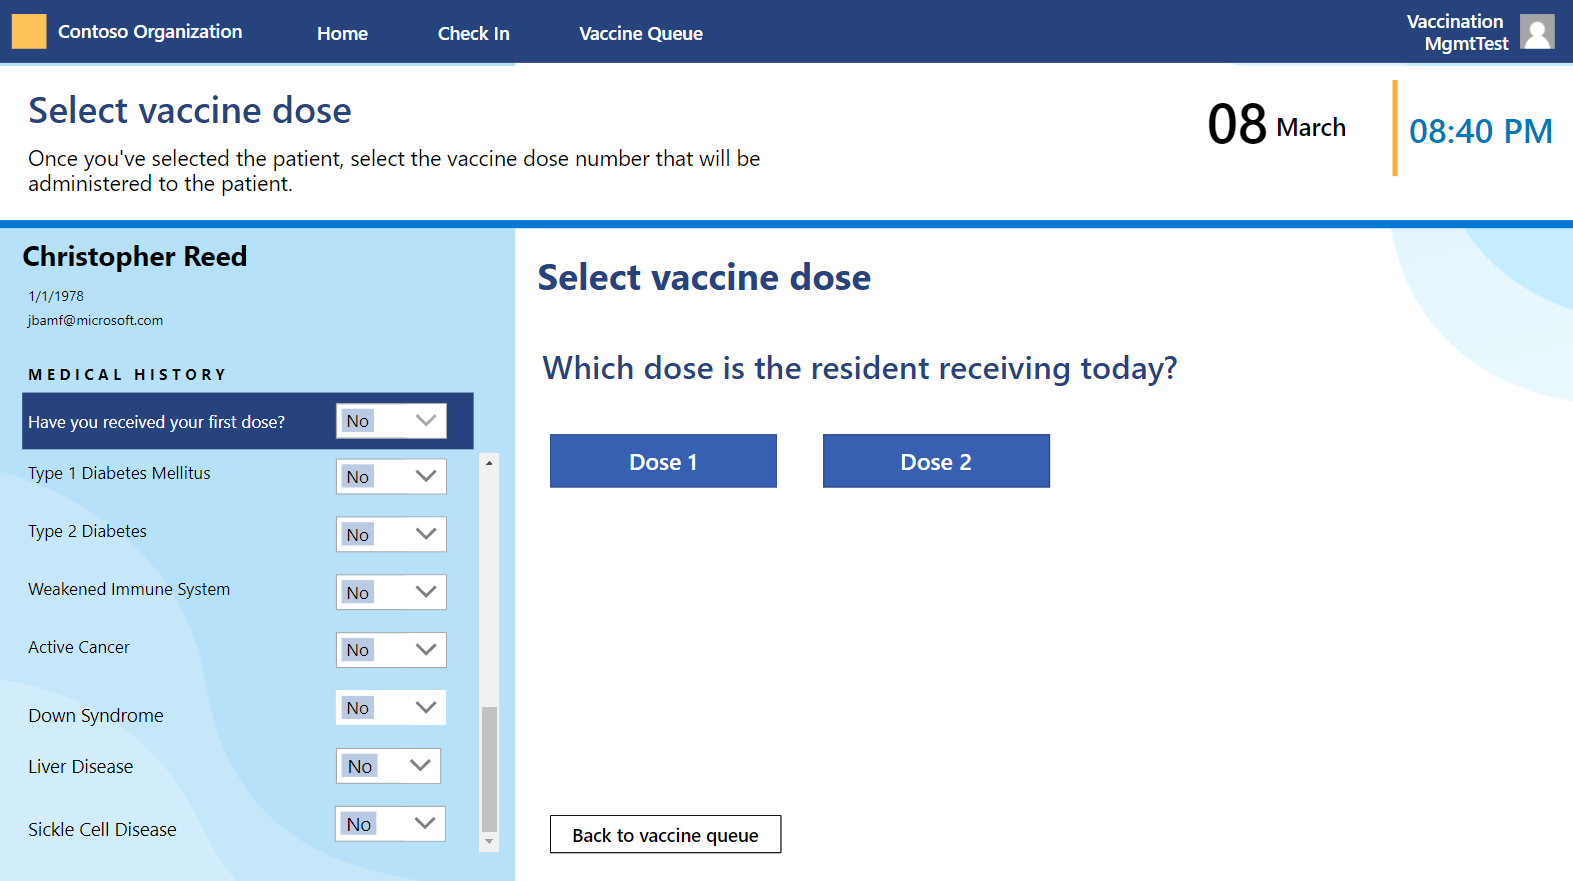 Contoso Organization
Home
Check In
Vaccine Queue
Vaccination
MgmtTest
Select vaccine dose
Once you've selected the patient, select the vaccine dose number that will be
administered to the patient.
08 March
08:40 PM
Christopher Reed
1/1/1978
jbamf@microsoft.com
MEDICAL HISTORY
Have you received your first dose? No
Type 1 Diabetes Mellitus No
Type 2 Diabetes No
Weakened Immune System No
Active Cancer No
Down Syndrome No
Liver Disease No
Sickle Cell Disease No
Select vaccine dose
Which dose is the resident receiving today?
Dose 1
Dose 2
Back to vaccine queue